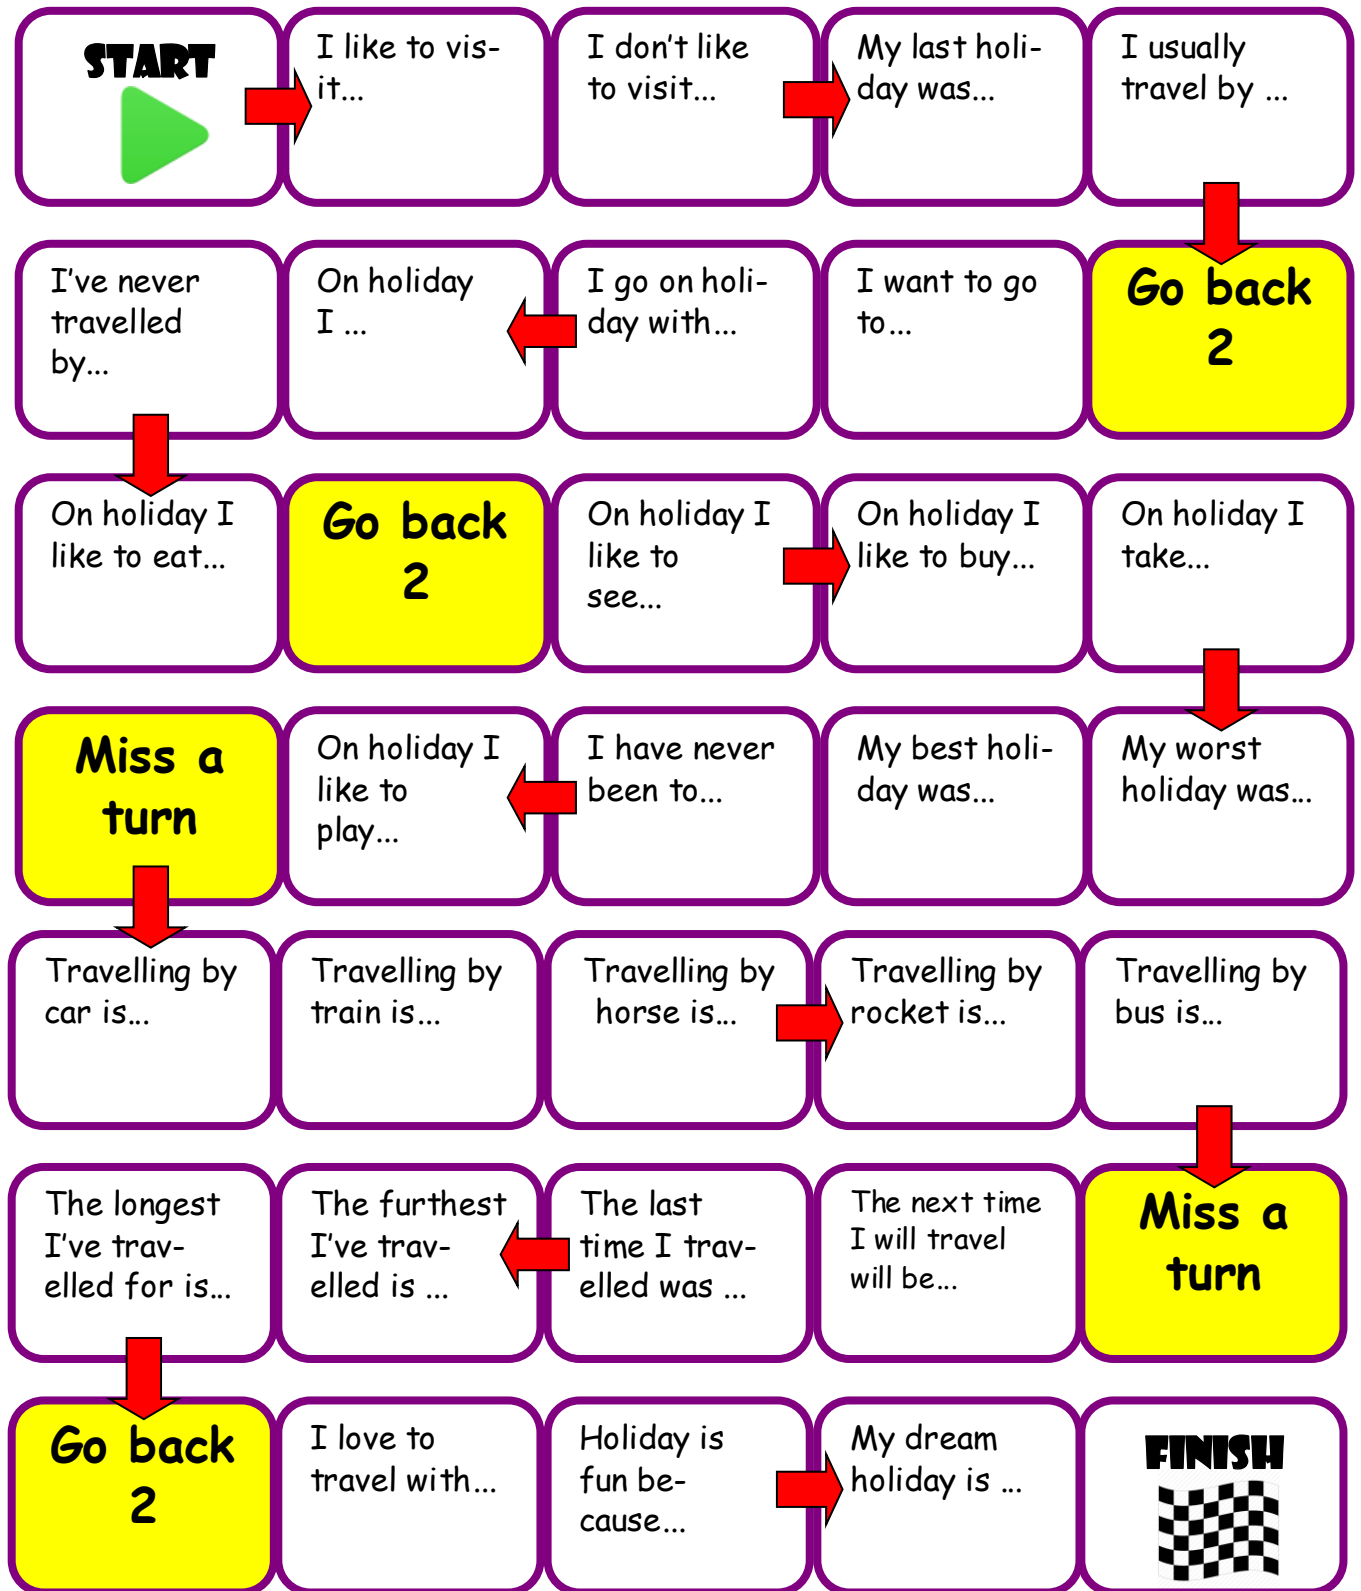 START
I like to vis-
it...
I don't like
to visit...
My last holi-
day was...
I usually
travel by ...
I've never
travelled
by...
On holiday
I ...
I go on holi-
day with...
I want to go
to...
Go back
2
On holiday I
like to eat...
Go back
2
On holiday I
like to
see...
On holiday I
like to buy...
On holiday I
take...
Miss a
turn
On holiday I
like to
play...
I have never
been to...
My best holi-
day was...
My worst
holiday was...
Travelling by
car is...
Travelling by
train is...
Travelling by
horse is...
Travelling by
rocket is...
Travelling by
bus is...
The longest
I've trav-
elled for is...
The furthest
I've trav-
elled is ...
The last
time I trav-
elled was ...
The next time
I will travel
will be...
Miss a
turn
Go back
2
I love to
travel with...
Holiday is
fun be-
cause...
My dream
holiday is ...
FINISH